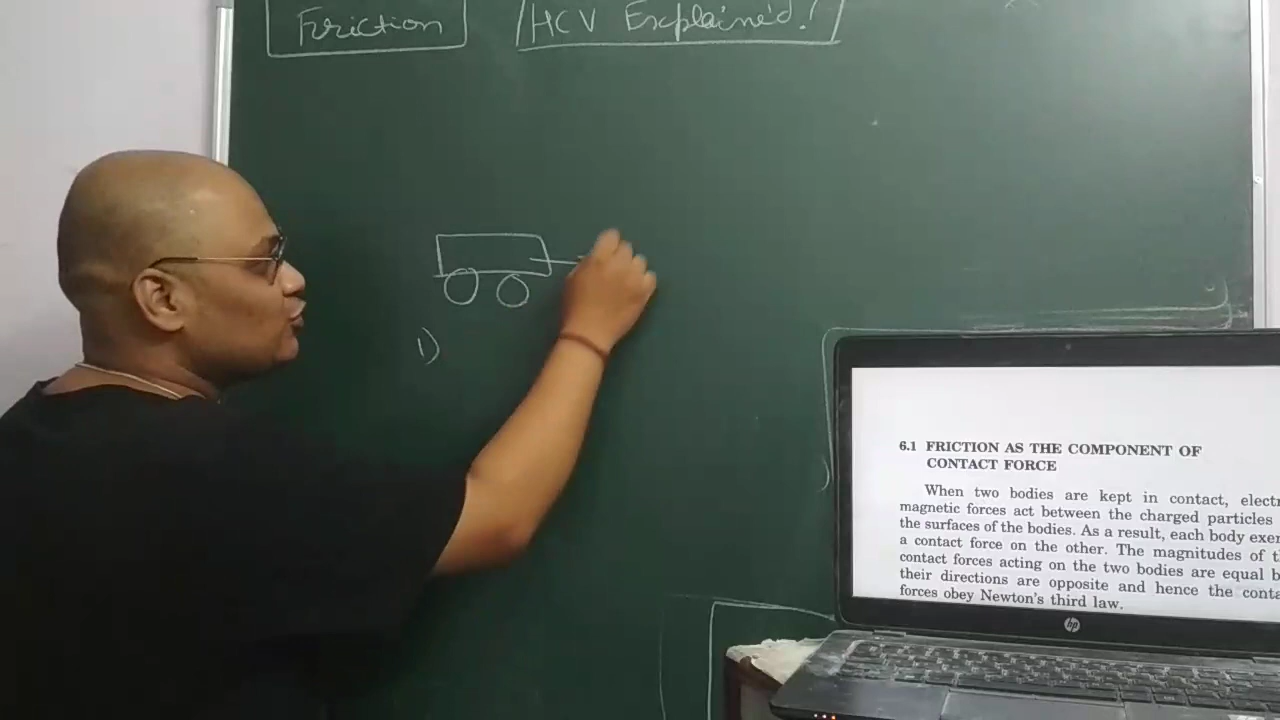 Friction
HCV Explained!
1)
6.1 FRICTION AS THE COMPONENT OF
CONTACT FORCE
When two bodies are kept in contact, electr
magnetic forces act between the charged particles
the surfaces of the bodies. As a result, each body exer
a contact force on the other. The magnitudes of t
contact forces acting on the two bodies are equal b
their directions are opposite and hence the conta
forces obey Newton's third law.
hp